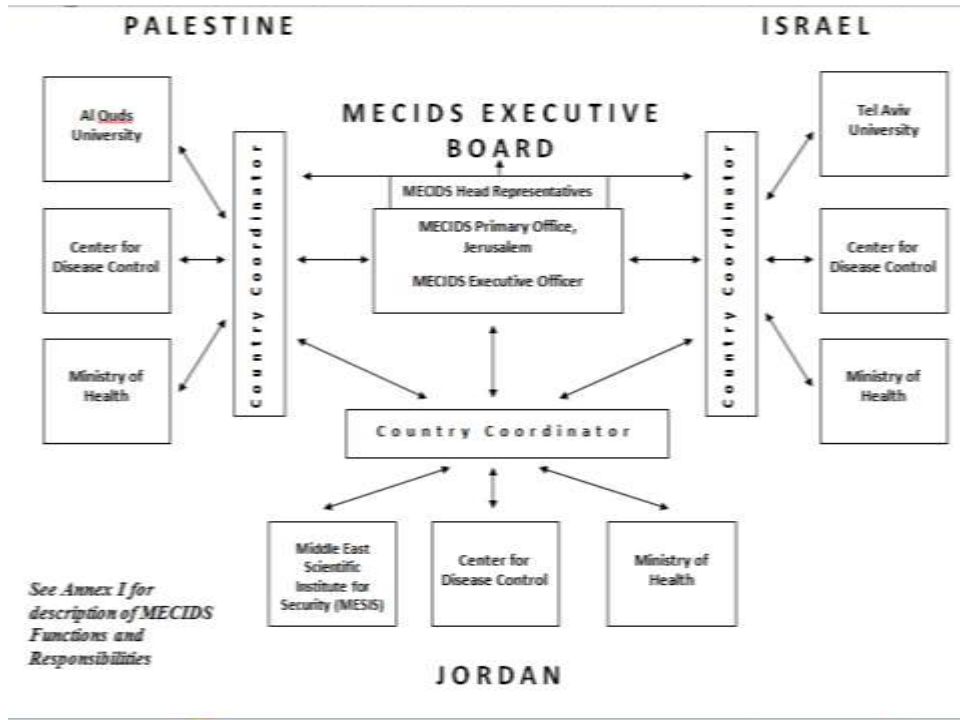 PALESTINE
ISRAEL
Al Quds
University
Tel Aviv
University
MECIDS EXECUTIVE
BOARD
MECIDS Head Representatives
MECIDS Primary Office,
Jerusalem
MECIDS Executive Officer
Country Coordinator
Country Coordinator
Center for
Disease Control
Center for
Disease Control
Ministry of
Health
Ministry of
Health
Country Coordinator
Middle East
Scientific
Institute for
Security (MESIS)
Center for
Disease Control
Ministry of
Health
See Annex I for
description of MECIDS
Functions and
Responsibilities
JORDAN